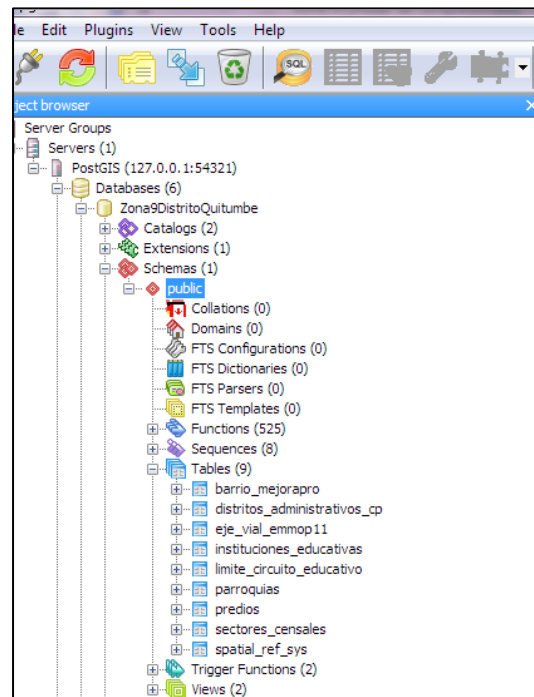 le Edit Plugins View Tools Help
SQL
ject browser
Server Groups
Servers (1)
PostGIS (127.0.0.1:54321)
Databases (6)
Zona9DistritoQuitumbe
Catalogs (2)
Extensions (1)
Schemas (1)
public
Collations (0)
Domains (0)
FTS Configurations (0)
FTS Dictionaries (0)
FTS Parsers (0)
FTS Templates (0)
Functions (525)
Sequences (8)
Tables (9)
barrio_mejorapro
distritos_administrativos_cp
eje_vial_emmop11
instituciones_educativas
limite_circuito_educativo
parroquias
predios
sectores_censales
spatial_ref_sys
Trigger Functions (2)
Views (2)